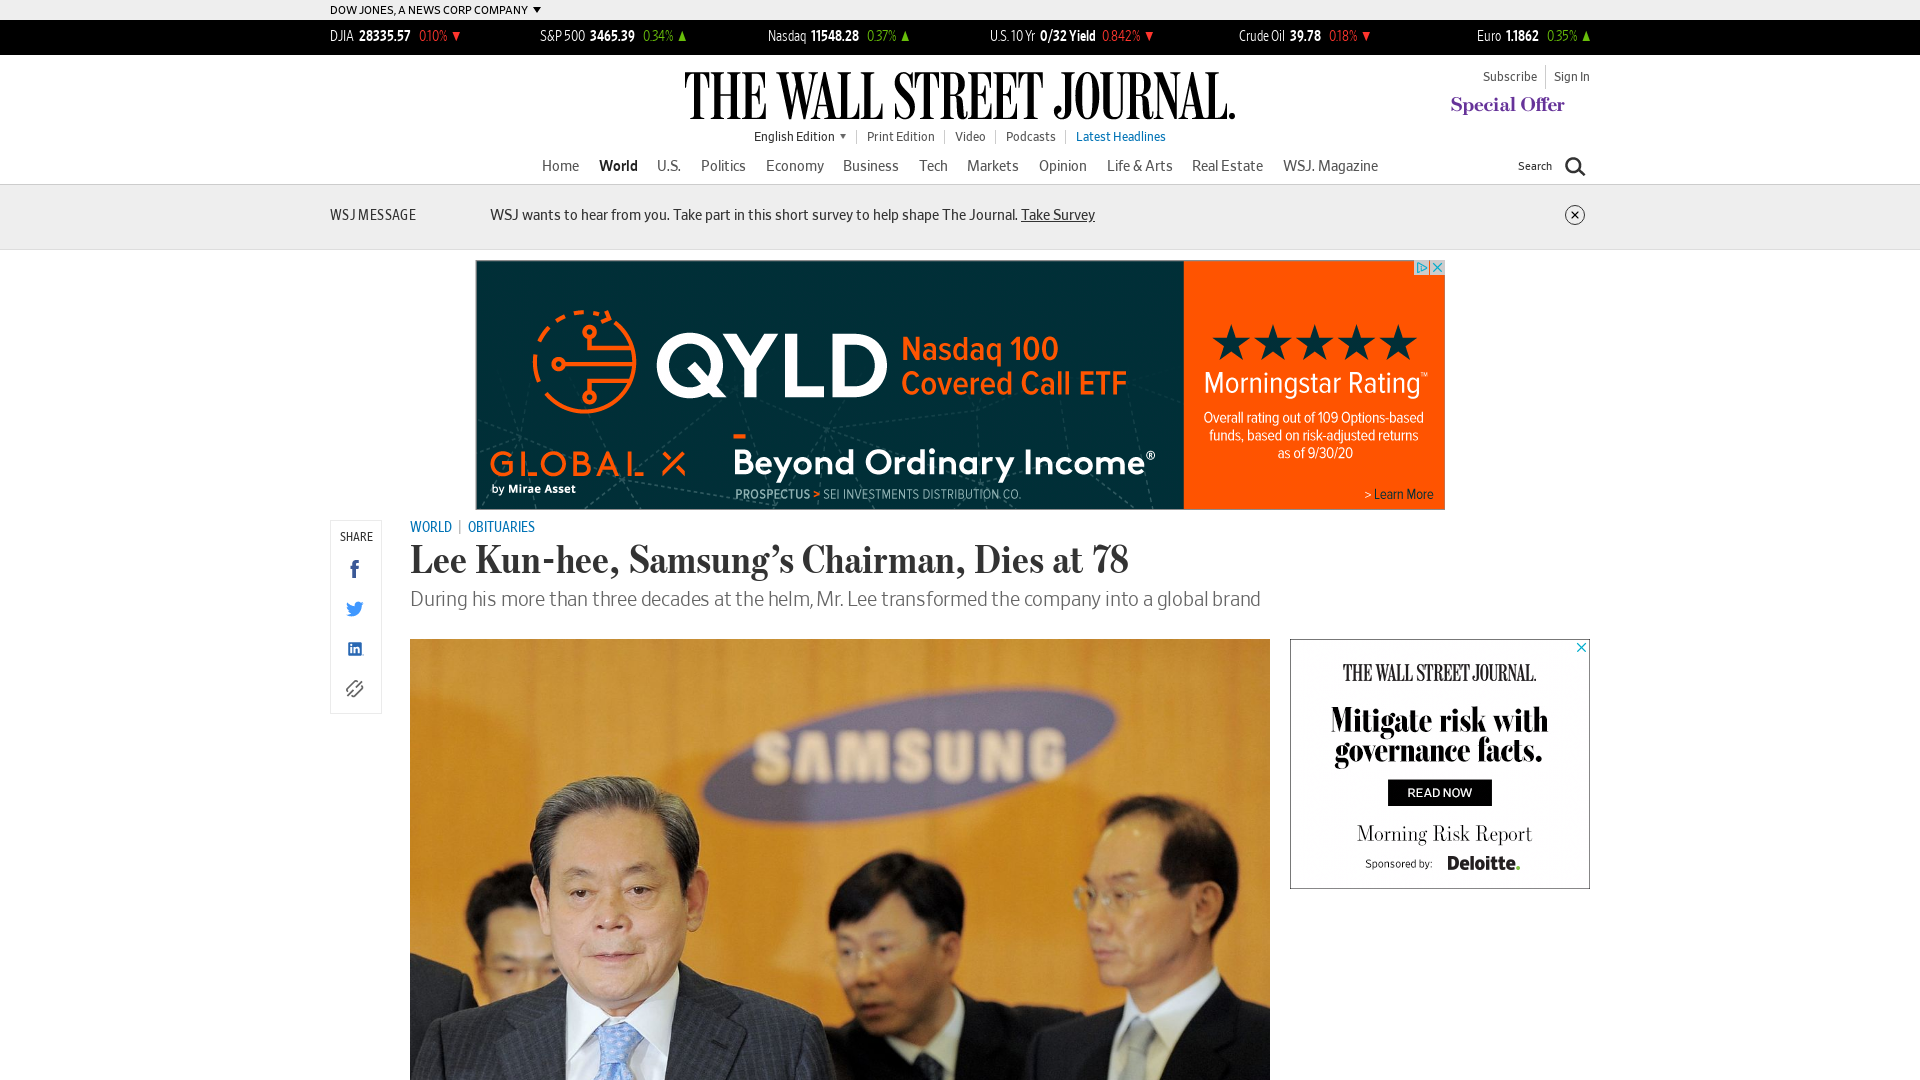 DOW JONES, A NEWS CORP COMPANY
DJIA 28335.57 0.10% S&P 500 3465.39 0.34% Nasdaq 11548.28 0.37% U.S. 10 Yr 0/32 Yield 0.842% Crude Oil 39.78 0.18% Euro 1.1862 0.35%
Subscribe Sign In
THE WALL STREET JOURNAL.
Special Offer
English Edition Print Edition Video Podcasts Latest Headlines
Home World U.S. Politics Economy Business Tech Markets Opinion Life & Arts Real Estate WSJ. Magazine Search
WSJ MESSAGE WSJ wants to hear from you. Take part in this short survey to help shape The Journal. Take Survey
QYLD Nasdaq 100
Covered Call ETF
GLOBAL X
by Mirae Asset
Beyond Ordinary Income®
PROSPECTUS > SEI INVESTMENTS DISTRIBUTION CO.
Morningstar Rating™
Overall rating out of 109 Options-based
funds, based on risk-adjusted returns
as of 9/30/20
> Learn More
SHARE
WORLD | OBITUARIES
Lee Kun-hee, Samsung’s Chairman, Dies at 78
During his more than three decades at the helm, Mr. Lee transformed the company into a global brand
SAMSUNG
THE WALL STREET JOURNAL.
Mitigate risk with
governance facts.
READ NOW
Morning Risk Report
Sponsored by: Deloitte.